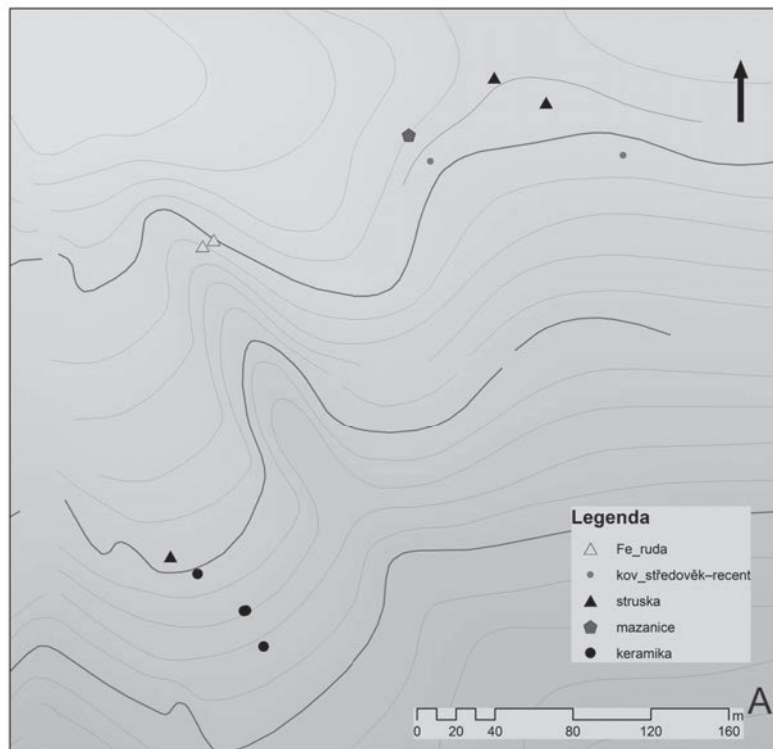 Legenda
Fe_ruda
kov_středověk–recent
struska
mazanice
keramika
A
m
0 20 40 80 120 160